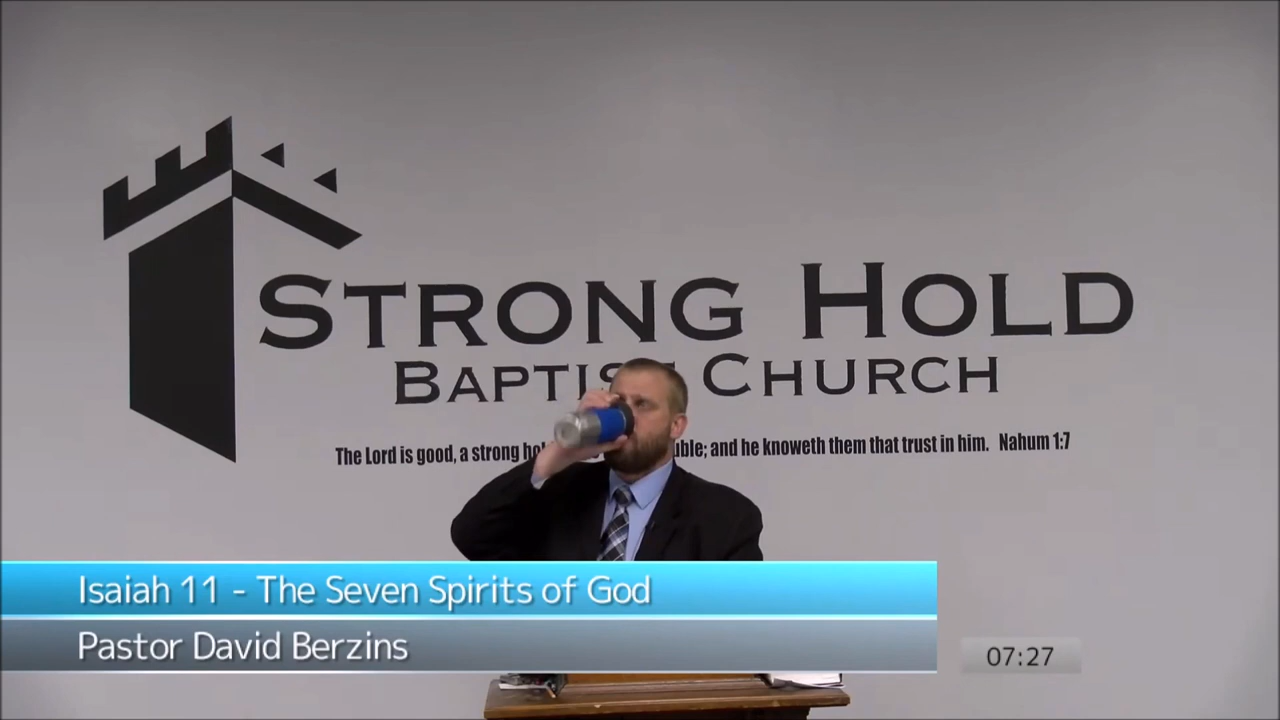 STRONG HOLD
BAPTIS CHURCH
The Lord is good, a strong hol uble; and he knoweth them that trust in him. Nahum 1:7
Isaiah 11 - The Seven Spirits of God
Pastor David Berzins
07:27